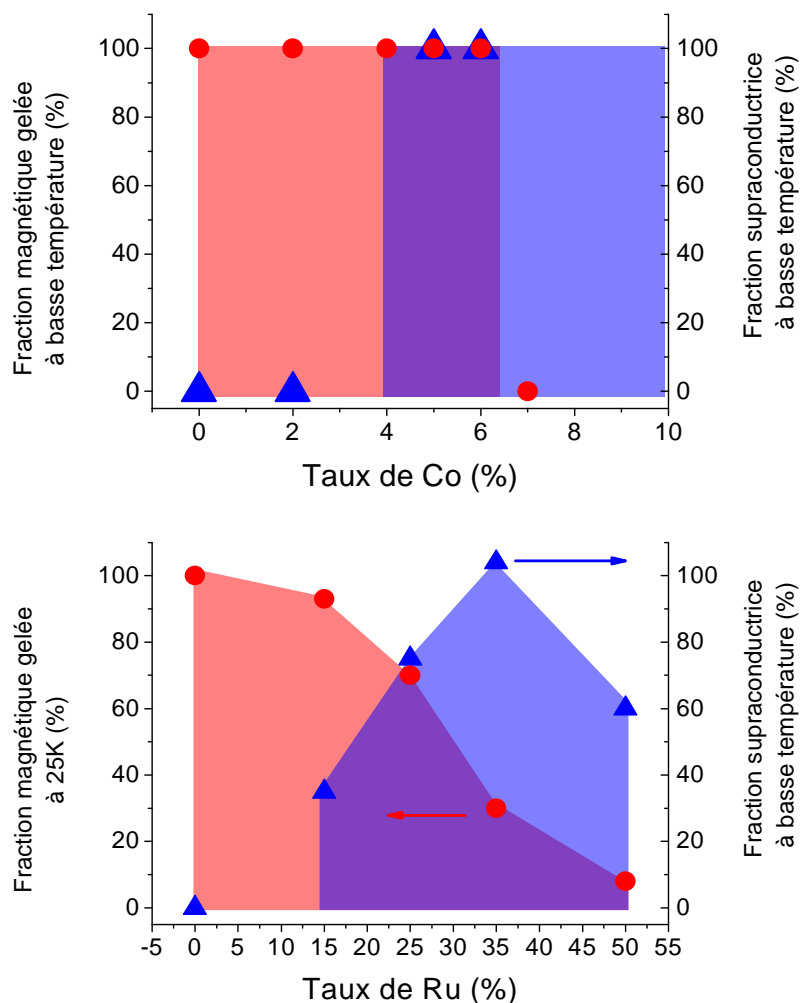 100
80
60
40
20
0
Fraction magnétique gelée
à basse température (%)
100
80
60
40
20
0
Fraction supraconductrice
à basse température (%)
0 2 4 6 8 10
Taux de Co (%)
100
80
60
40
20
0
Fraction magnétique gelée
à 25K (%)
100
80
60
40
20
0
Fraction supraconductrice
à basse température (%)
-5 0 5 10 15 20 25 30 35 40 45 50 55
Taux de Ru (%)